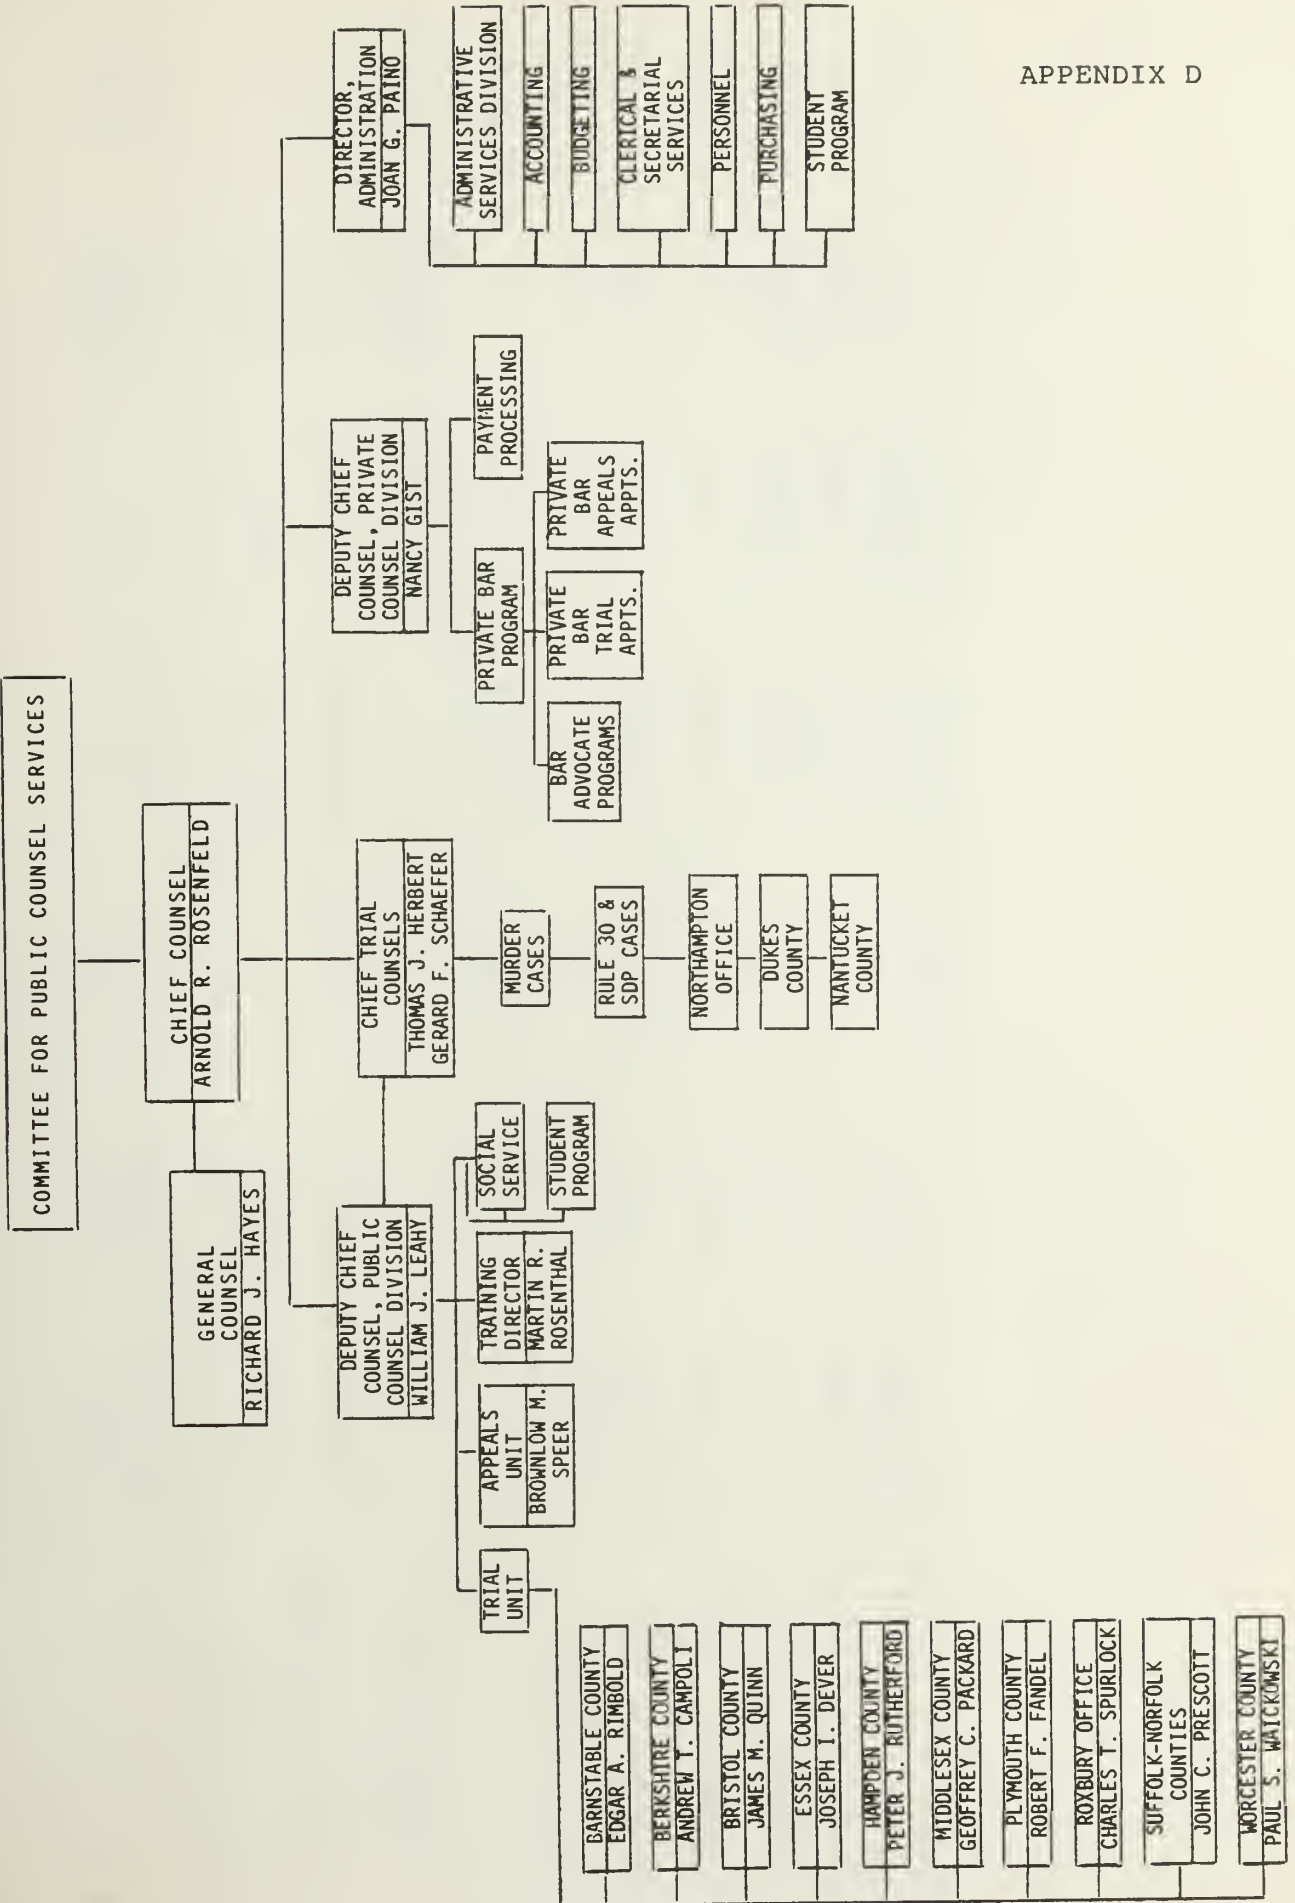 APPENDIX D
COMMITTEE FOR PUBLIC COUNSEL SERVICES
CHIEF COUNSEL
ARNOLD R. ROSENFELD
GENERAL
COUNSEL
RICHARD J. HAYES
DEPUTY CHIEF
COUNSEL, PUBLIC
COUNSEL DIVISION
WILLIAM J. LEAHY
CHIEF TRIAL
COUNSELS
THOMAS J. HERBERT
GERARD F. SCHAEFER
DEPUTY CHIEF
COUNSEL, PRIVATE
COUNSEL DIVISION
NANCY GIST
DIRECTOR,
ADMINISTRATION
JOAN G. PAINO
TRIAL
UNIT
APPEALS
UNIT
BROWNLOW M.
SPEER
TRAINING
DIRECTOR
MARTIN R.
ROSENTHAL
SOCIAL
SERVICE
STUDENT
PROGRAM
BARNSTABLE COUNTY
EDGAR A. RIMBOLD
BERKSHIRE COUNTY
ANDREW T. CAMPOLI
BRISTOL COUNTY
JAMES M. QUINN
ESSEX COUNTY
JOSEPH I. DEVER
HAMPDEN COUNTY
PETER J. RUTHERFORD
MIDDLESEX COUNTY
GEOFFREY C. PACKARD
PLYMOUTH COUNTY
ROBERT F. FANDEL
ROXBURY OFFICE
CHARLES T. SPURLOCK
SUFFOLK-NORFOLK
COUNTIES
JOHN C. PRESCOTT
WORCESTER COUNTY
PAUL S. WAICKOWSKI
MURDER
CASES
RULE 30 &
SDP CASES
NORTHAMPTON
OFFICE
DUKES
COUNTY
NANTUCKET
COUNTY
PRIVATE BAR
PROGRAM
PAYMENT
PROCESSING
BAR
ADVOCATE
PROGRAMS
PRIVATE
BAR
TRIAL
APPTS.
PRIVATE
BAR
APPEALS
APPTS.
ADMINISTRATIVE
SERVICES DIVISION
ACCOUNTING
BUDGETING
CLERICAL &
SECRETARIAL
SERVICES
PERSONNEL
PURCHASING
STUDENT
PROGRAM